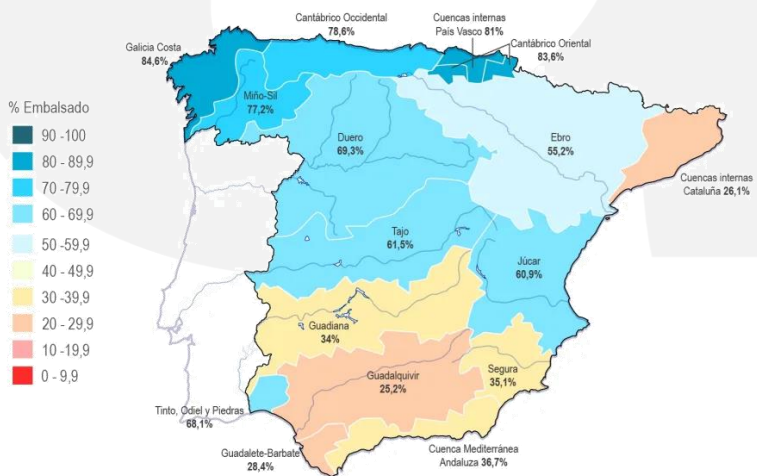 Cantábrico Occidental
78,6%
Cuencas internas
País Vasco 81%
Cantábrico Oriental
83,6%
Galicia Costa
84,6%
Miño-Sil
77,2%
% Embalsado
90 -100
80 - 89,9
70 - 79,9
60 - 69,9
50 - 59,9
40 - 49,9
30 -39,9
20 - 29,9
10 -19,9
0 - 9,9
Duero
69,3%
Ebro
55,2%
Cuencas internas
Cataluña 26,1%
Tajo
61,5%
Júcar
60,9%
Guadiana
34%
Guadalquivir
25,2%
Segura
35,1%
Tinto, Odiel y Piedras
68,1%
Guadalete-Barbate
28,4%
Cuenca Mediterránea
Andaluza 36,7%